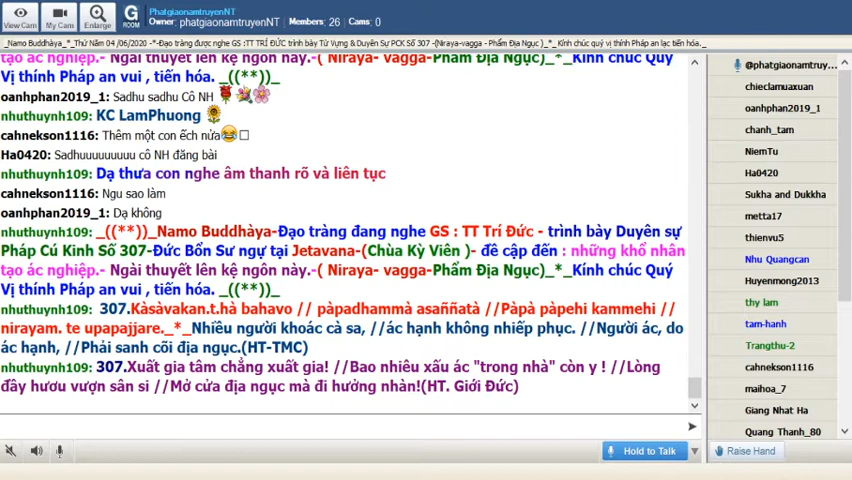 PhatgiaonamtruyenNT
Owner: phatgiaonamtruyenNT Members: 26 Cams: 0
View Cam
My Cam
Enlarge
G
ROOM
_Namo Buddhàya_*_Thứ Năm 04 /06/2020 -*-Đạo tràng được nghe GS :TT TRÍ ĐỨC trình bày Từ Vựng & Duyên Sự PCK Số 307 -(Niraya-vagga - Phẩm Địa Ngục )_*_Kính chúc quý vị thính Pháp an lạc tiến hóa._
tạo ác nghiệp.- Ngài thuyết lên kệ ngôn này.-( Niraya- vagga-Phẩm Địa Ngục)_*_Kính chúc Quý
Vị thính Pháp an vui , tiến hóa. _((**))_
oanhphan2019_1: Sadhu sadhu Cô NH
nhuthuynh109: KC LamPhuong
cahnekson1116: Thêm một con ếch nửa
Ha0420: Sadhuuuuuuuuu cô NH đăng bài
nhuthuynh109: Dạ thưa con nghe âm thanh rõ và liên tục
cahnekson1116: Ngu sao làm
oanhphan2019_1: Dạ không
nhuthuynh109: _((**))_Namo Buddhàya-Đạo tràng đang nghe GS : TT Trí Đức - trình bày Duyên sự
Pháp Cú Kinh Số 307-Đức Bổn Sư ngự tại Jetavana-(Chùa Kỳ Viên )- đề cập đến : những khổ nhân
tạo ác nghiệp.- Ngài thuyết lên kệ ngôn này.-( Niraya- vagga-Phẩm Địa Ngục)_*_Kính chúc Quý
Vị thính Pháp an vui , tiến hóa. _((**))_
nhuthuynh109: 307.Kàsàvakan.t.hà bahavo // pàpadhammà asaññatà //Pàpà pàpehi kammehi //
nirayam. te upapajjare._*_Nhiều người khoác cà sa, //ác hạnh không nhiếp phục. //Người ác, do
ác hạnh, //Phải sanh cõi địa ngục.(HT-TMC)
nhuthuynh109: 307.Xuất gia tâm chẳng xuất gia! //Bao nhiêu xấu ác "trong nhà" còn y ! //Lòng
đầy hươu vượn sân si //Mở cửa địa ngục mà đi hưởng nhàn!(HT. Giới Đức)
@phatgiaonamtruy...
chieclamuaxuan
oanhphan2019_1
chanh_tam
NiemTu
Ha0420
Sukha and Dukkha
metta17
thienvu5
Nhu Quangcan
Huyenmong2013
thy lam
tam-hanh
Trangthu-2
cahnekson1116
maihoa_7
Giang Nhat Ha
Quang Thanh_80
Hold to Talk
Raise Hand